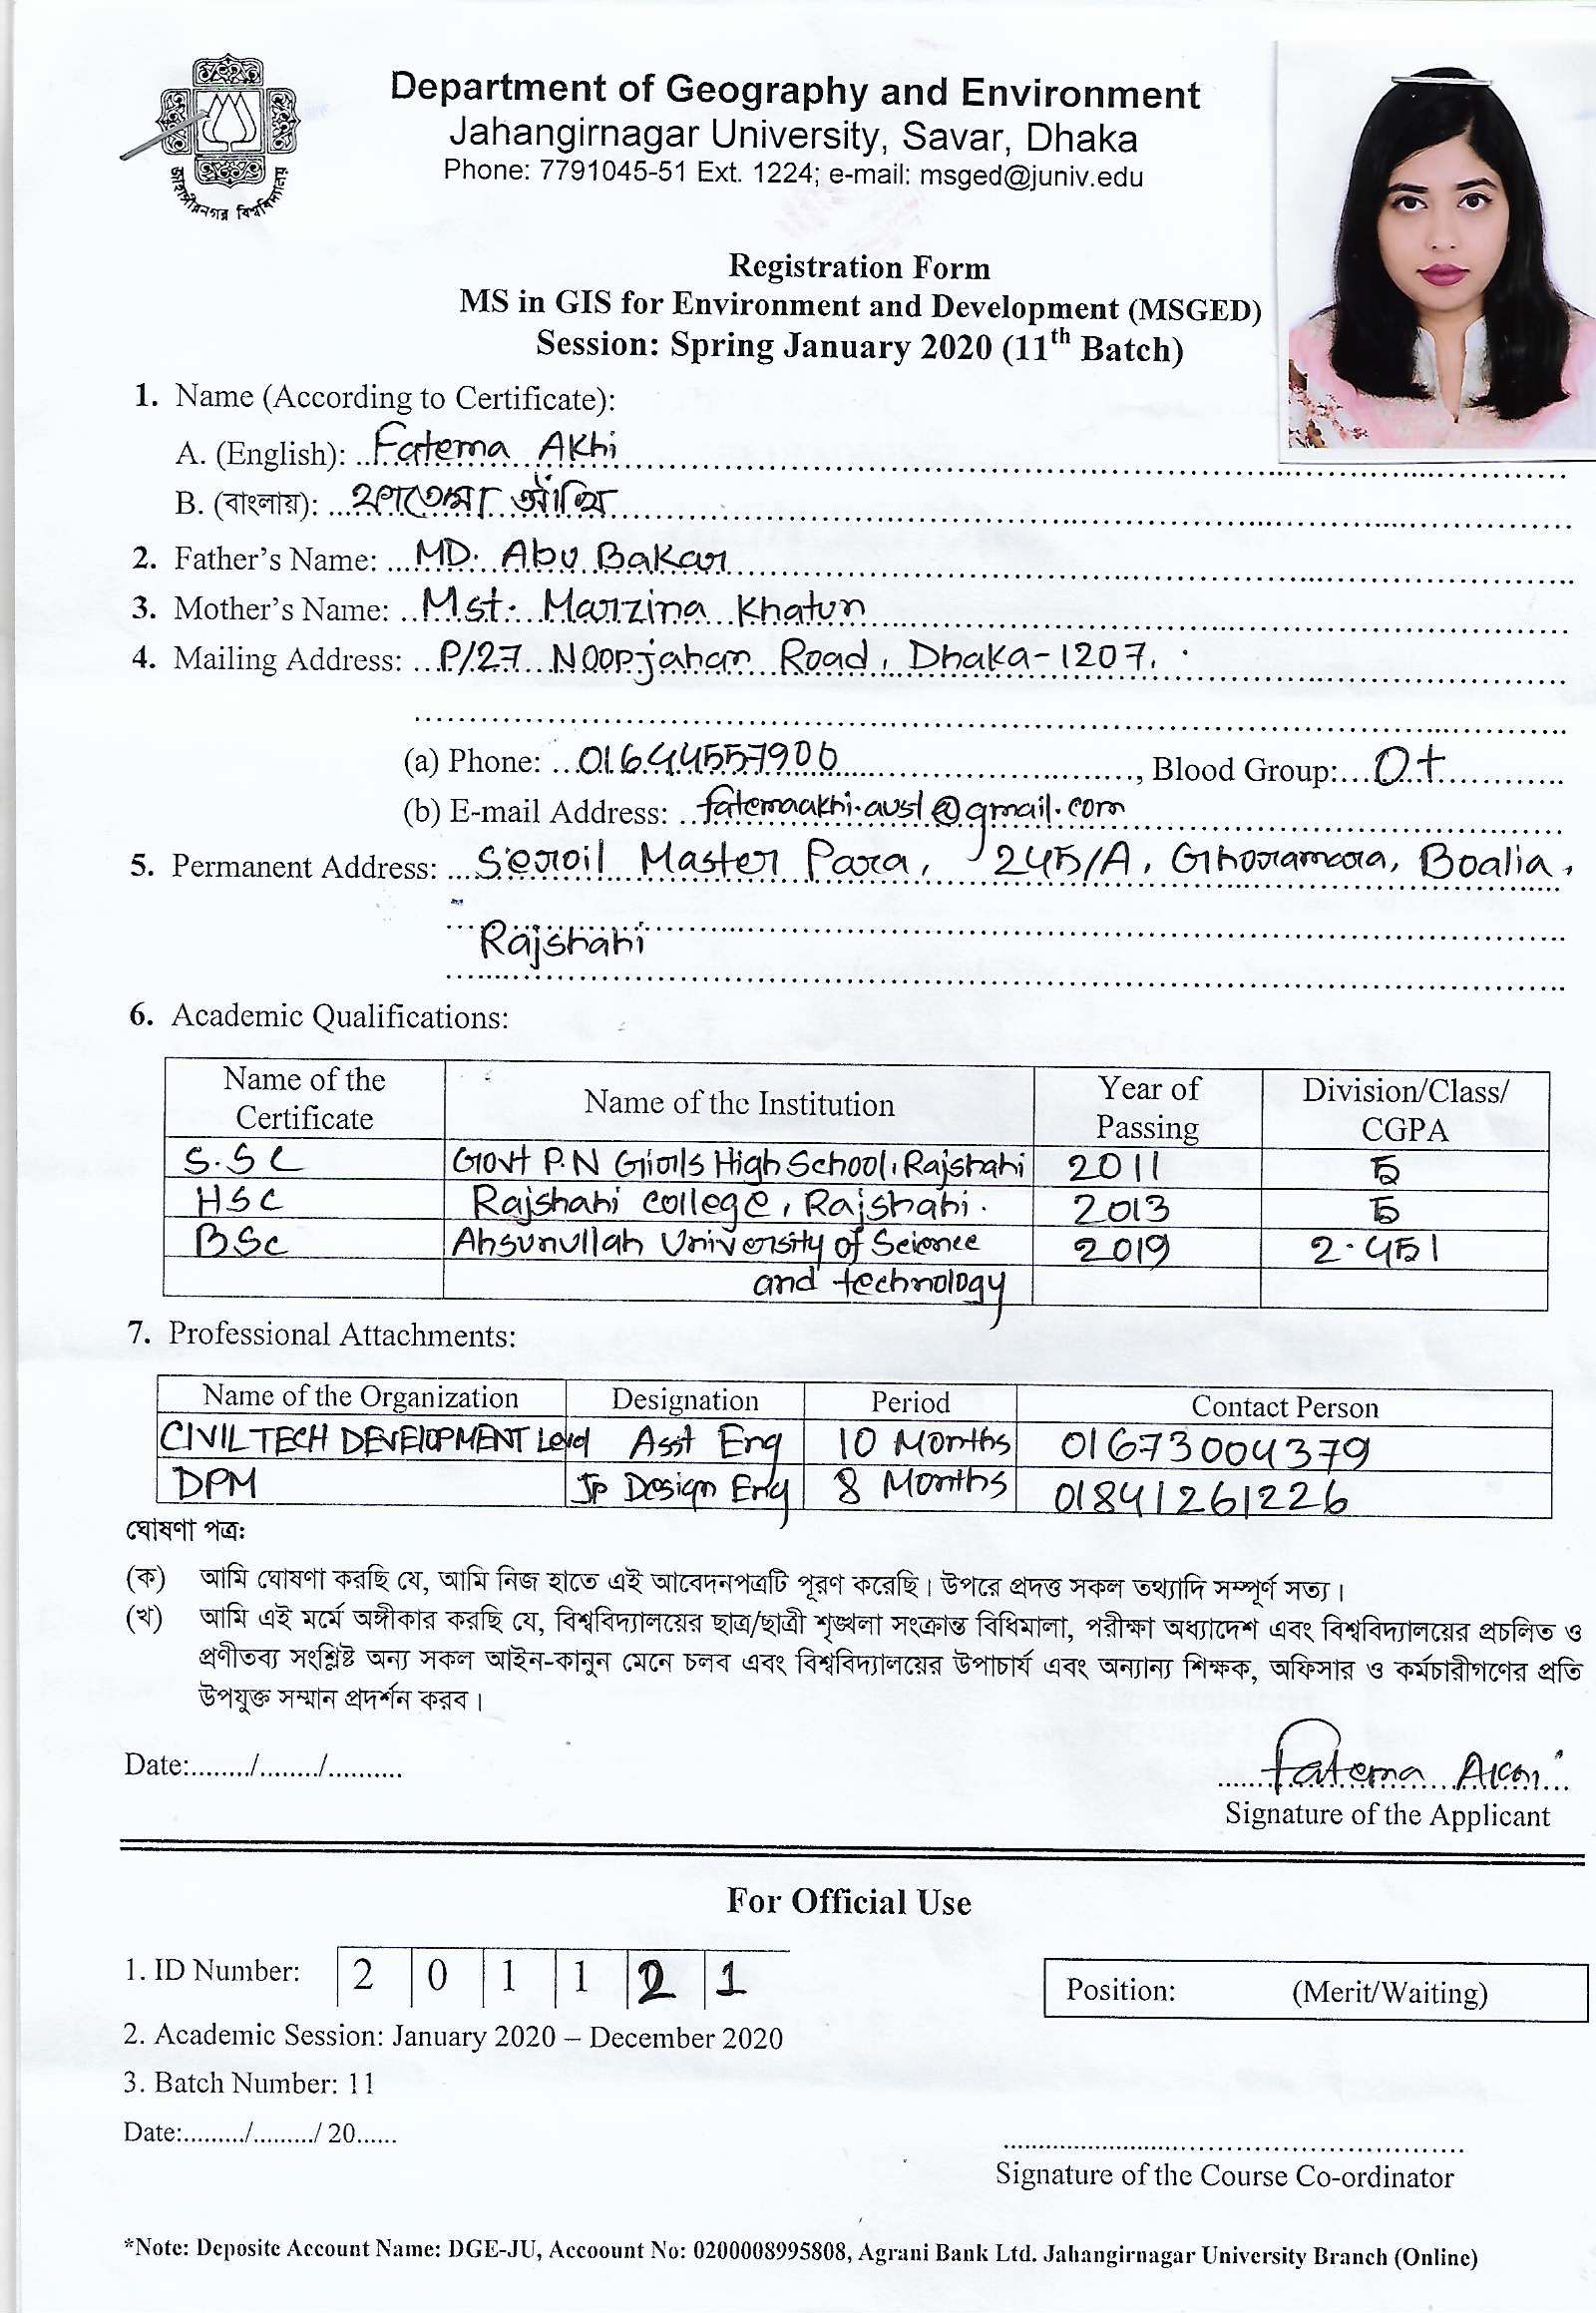 জাহাঙ্গীরনগর বিশ্ববিদ্যালয়
Department of Geography and Environment
Jahangirnagar University, Savar, Dhaka
Phone: 7791045-51 Ext. 1224; e-mail: msged@juniv.edu
Registration Form
MS in GIS for Environment and Development (MSGED)
Session: Spring January 2020 (11th Batch)
1. Name (According to Certificate):
A. (English): Fatema Akhi
B. (বাংলায়): ফাতেমা আঁখি
2. Father's Name: MD. Abu Bakar
3. Mother's Name: Mst. Marzina Khatun
4. Mailing Address: P/27 Noorjahan Road, Dhaka-1207.
(a) Phone: 01644557906, Blood Group: O+
(b) E-mail Address: fatemaakhi.aust@gmail.com
5. Permanent Address: Seroil Master Para, 245/A, Ghoramara, Boalia,
Rajshahi
6. Academic Qualifications:
Name of the Certificate Name of the Institution Year of Passing Division/Class/ CGPA
S.SC Govt P.N Girls High School, Rajshahi 2011 5
HSC Rajshahi college, Rajshahi. 2013 5
BSc Ahsunullah University of Science 2019 2.451
and technology
7. Professional Attachments:
Name of the Organization Designation Period Contact Person
CIVIL TECH DEVELOPMENT Asst Eng 10 Months 01673004379
DPM Jr Design Eng 8 Months 01841261226
ঘোষণা পত্র:
(ক) আমি ঘোষণা করছি যে, আমি নিজ হাতে এই আবেদনপত্রটি পূরণ করেছি। উপরে প্রদত্ত সকল তথ্যাদি সম্পূর্ণ সত্য।
(খ) আমি এই মর্মে অঙ্গীকার করছি যে, বিশ্ববিদ্যালয়ের ছাত্র/ছাত্রী শৃঙ্খলা সংক্রান্ত বিধিমালা, পরীক্ষা অধ্যাদেশ এবং বিশ্ববিদ্যালয়ের প্রচলিত ও
প্রণীতব্য সংশ্লিষ্ট অন্য সকল আইন-কানুন মেনে চলব এবং বিশ্ববিদ্যালয়ের উপাচার্য এবং অন্যান্য শিক্ষক, অফিসার ও কর্মচারীগণের প্রতি
উপযুক্ত সম্মান প্রদর্শন করব।
Date:......../......../.......... Fatema Akhi
Signature of the Applicant
For Official Use
1. ID Number: 2 0 1 1 2 1 Position: (Merit/Waiting)
2. Academic Session: January 2020 – December 2020
3. Batch Number: 11
Date:........./........./ 20......
Signature of the Course Co-ordinator
*Note: Deposite Account Name: DGE-JU, Accoount No: 0200008995808, Agrani Bank Ltd. Jahangirnagar University Branch (Online)